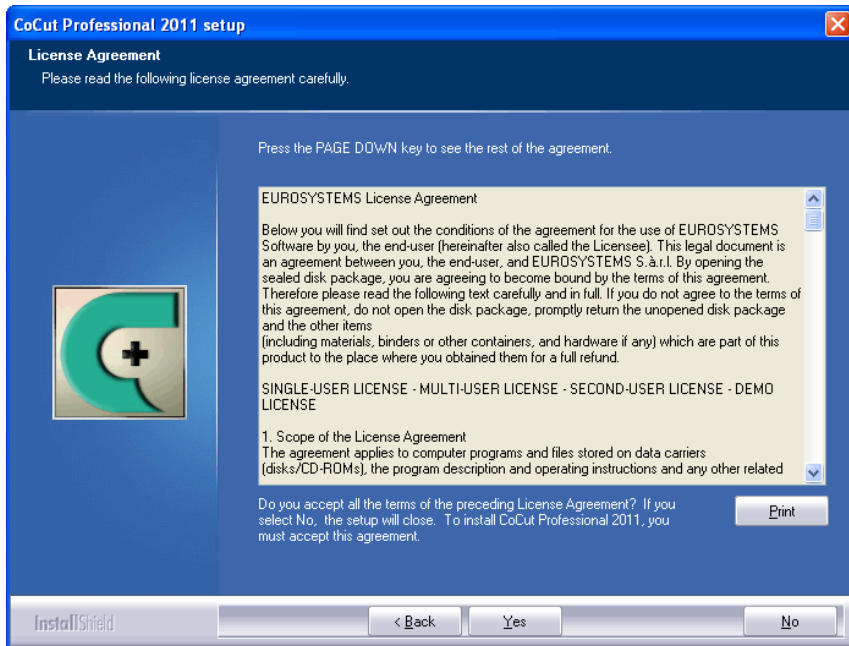 CoCut Professional 2011 setup
License Agreement
Please read the following license agreement carefully.
Press the PAGE DOWN key to see the rest of the agreement.
EUROSYSTEMS License Agreement
Below you will find set out the conditions of the agreement for the use of EUROSYSTEMS
Software by you, the end-user (hereinafter also called the Licensee). This legal document is
an agreement between you, the end-user, and EUROSYSTEMS S.à.r.l. By opening the
sealed disk package, you are agreeing to become bound by the terms of this agreement.
Therefore please read the following text carefully and in full. If you do not agree to the terms of
this agreement, do not open the disk package, promptly return the unopened disk package
and the other items
(including materials, binders or other containers, and hardware if any) which are part of this
product to the place where you obtained them for a full refund.
SINGLE-USER LICENSE - MULTI-USER LICENSE - SECOND-USER LICENSE - DEMO
LICENSE
1. Scope of the License Agreement
The agreement applies to computer programs and files stored on data carriers
(disks/CD-ROMs), the program description and operating instructions and any other related
Do you accept all the terms of the preceding License Agreement? If you
select No, the setup will close. To install CoCut Professional 2011, you
must accept this agreement.
Print
InstallShield
< Back
Yes
No